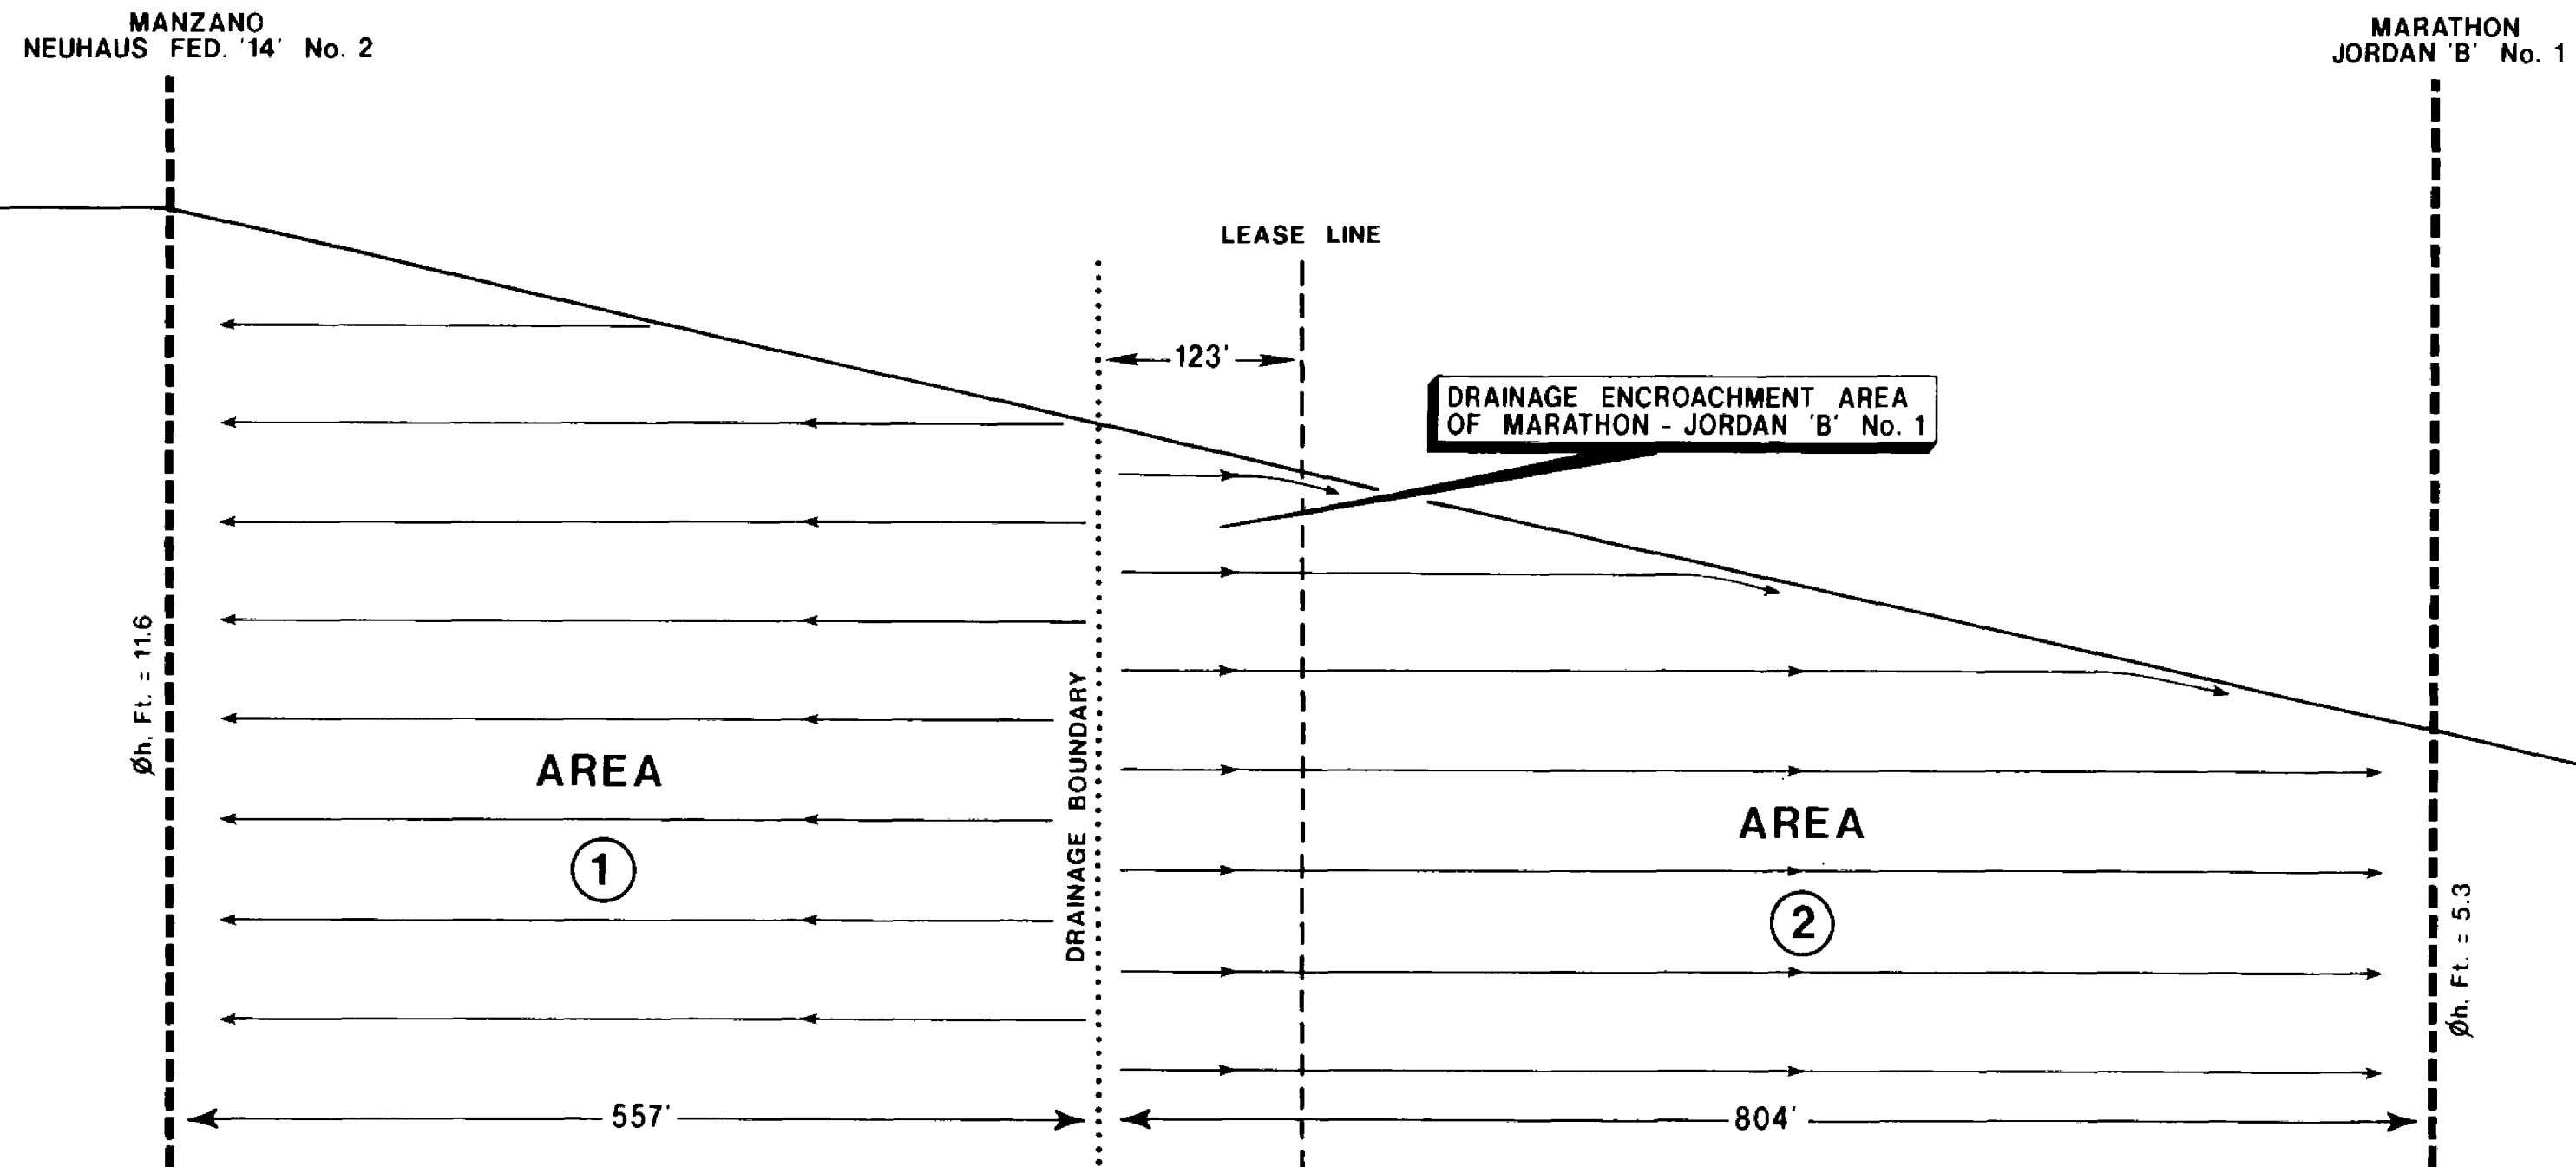 MANZANO
NEUHAUS FED. '14' No. 2
MARATHON
JORDAN 'B' No. 1
LEASE LINE
123'
DRAINAGE ENCROACHMENT AREA
OF MARATHON - JORDAN 'B' No. 1
Øh, Ft. = 11.6
DRAINAGE BOUNDARY
AREA
1
AREA
2
Øh, Ft. = 5.3
557'
804'